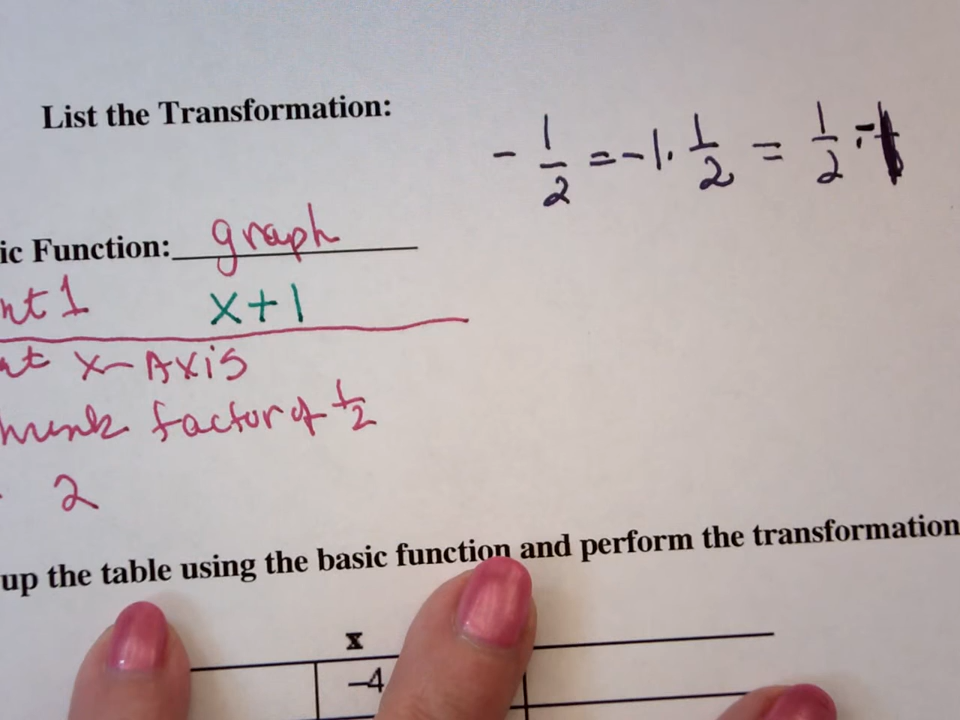 List the Transformation:
- 1/2 = -1 · 1/2 = 1/2 ·
ic Function: graph
nt 1 x+1
x-Axis
hrink factor of 1/2
2
up the table using the basic function and perform the transformation
x
-4